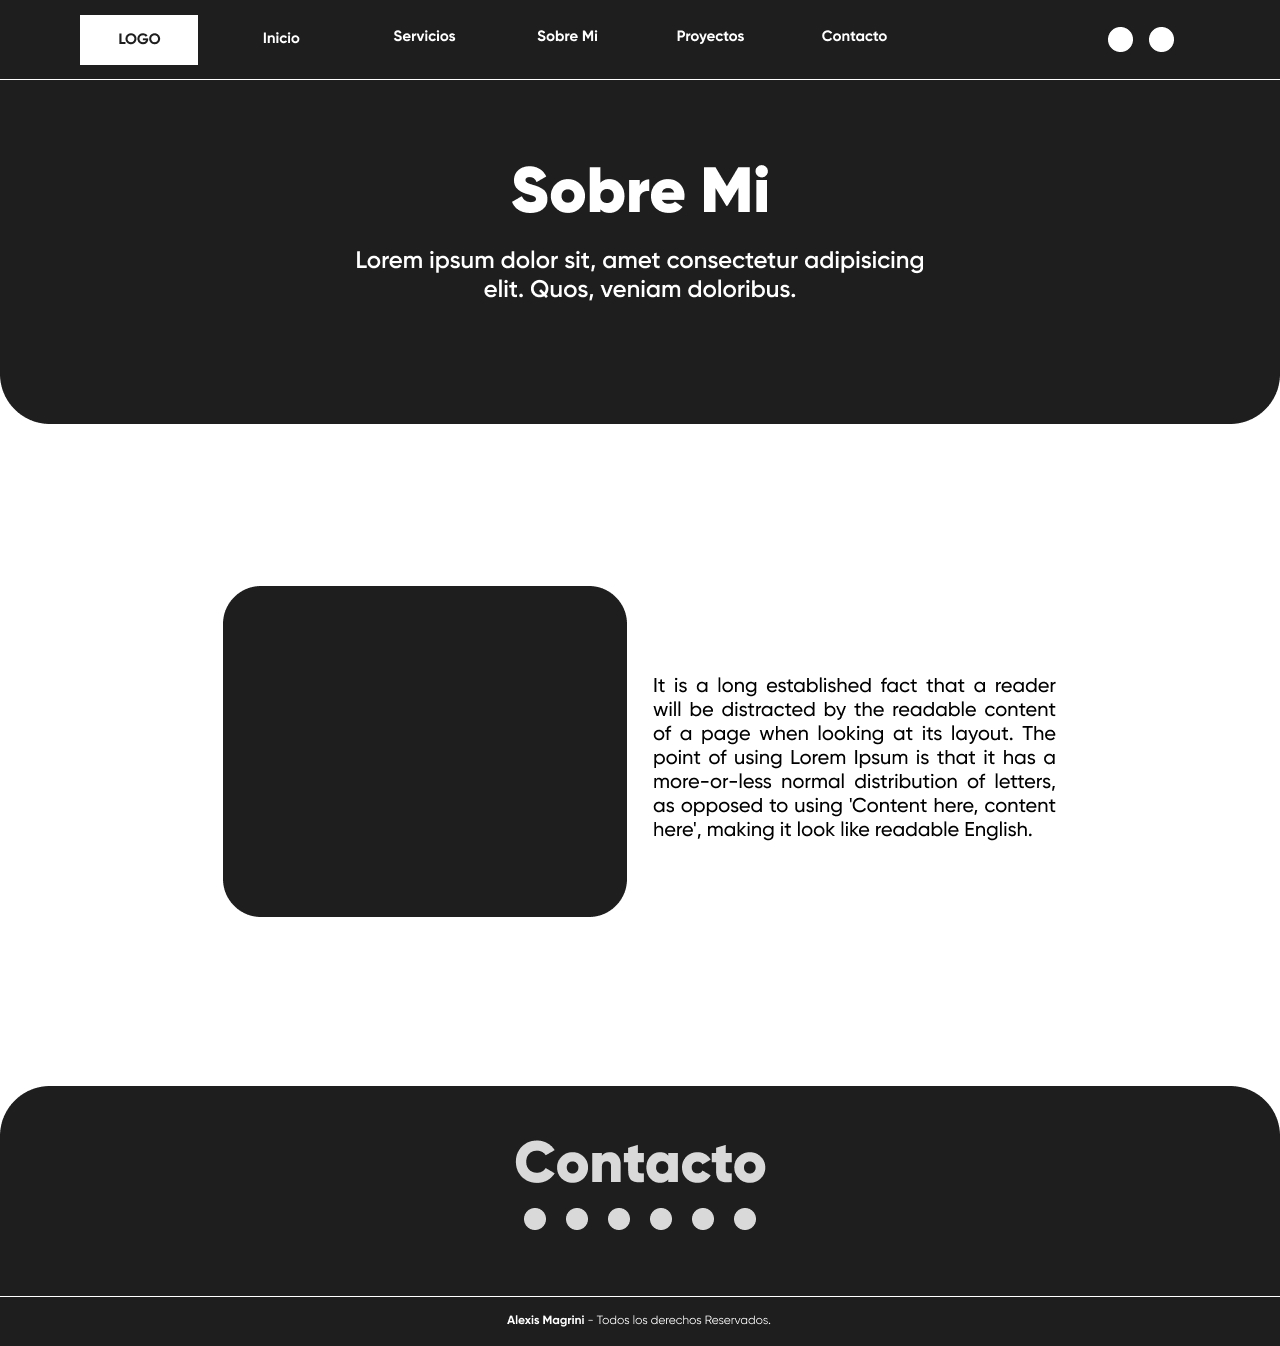 LOGO
Inicio
Servicios
Sobre Mi
Proyectos
Contacto
Sobre Mi
Lorem ipsum dolor sit, amet consectetur adipisicing
elit. Quos, veniam doloribus.
It is a long established fact that a reader
will be distracted by the readable content
of a page when looking at its layout. The
point of using Lorem Ipsum is that it has a
more-or-less normal distribution of letters,
as opposed to using 'Content here, content
here', making it look like readable English.
Contacto
Alexis Magrini - Todos los derechos Reservados.